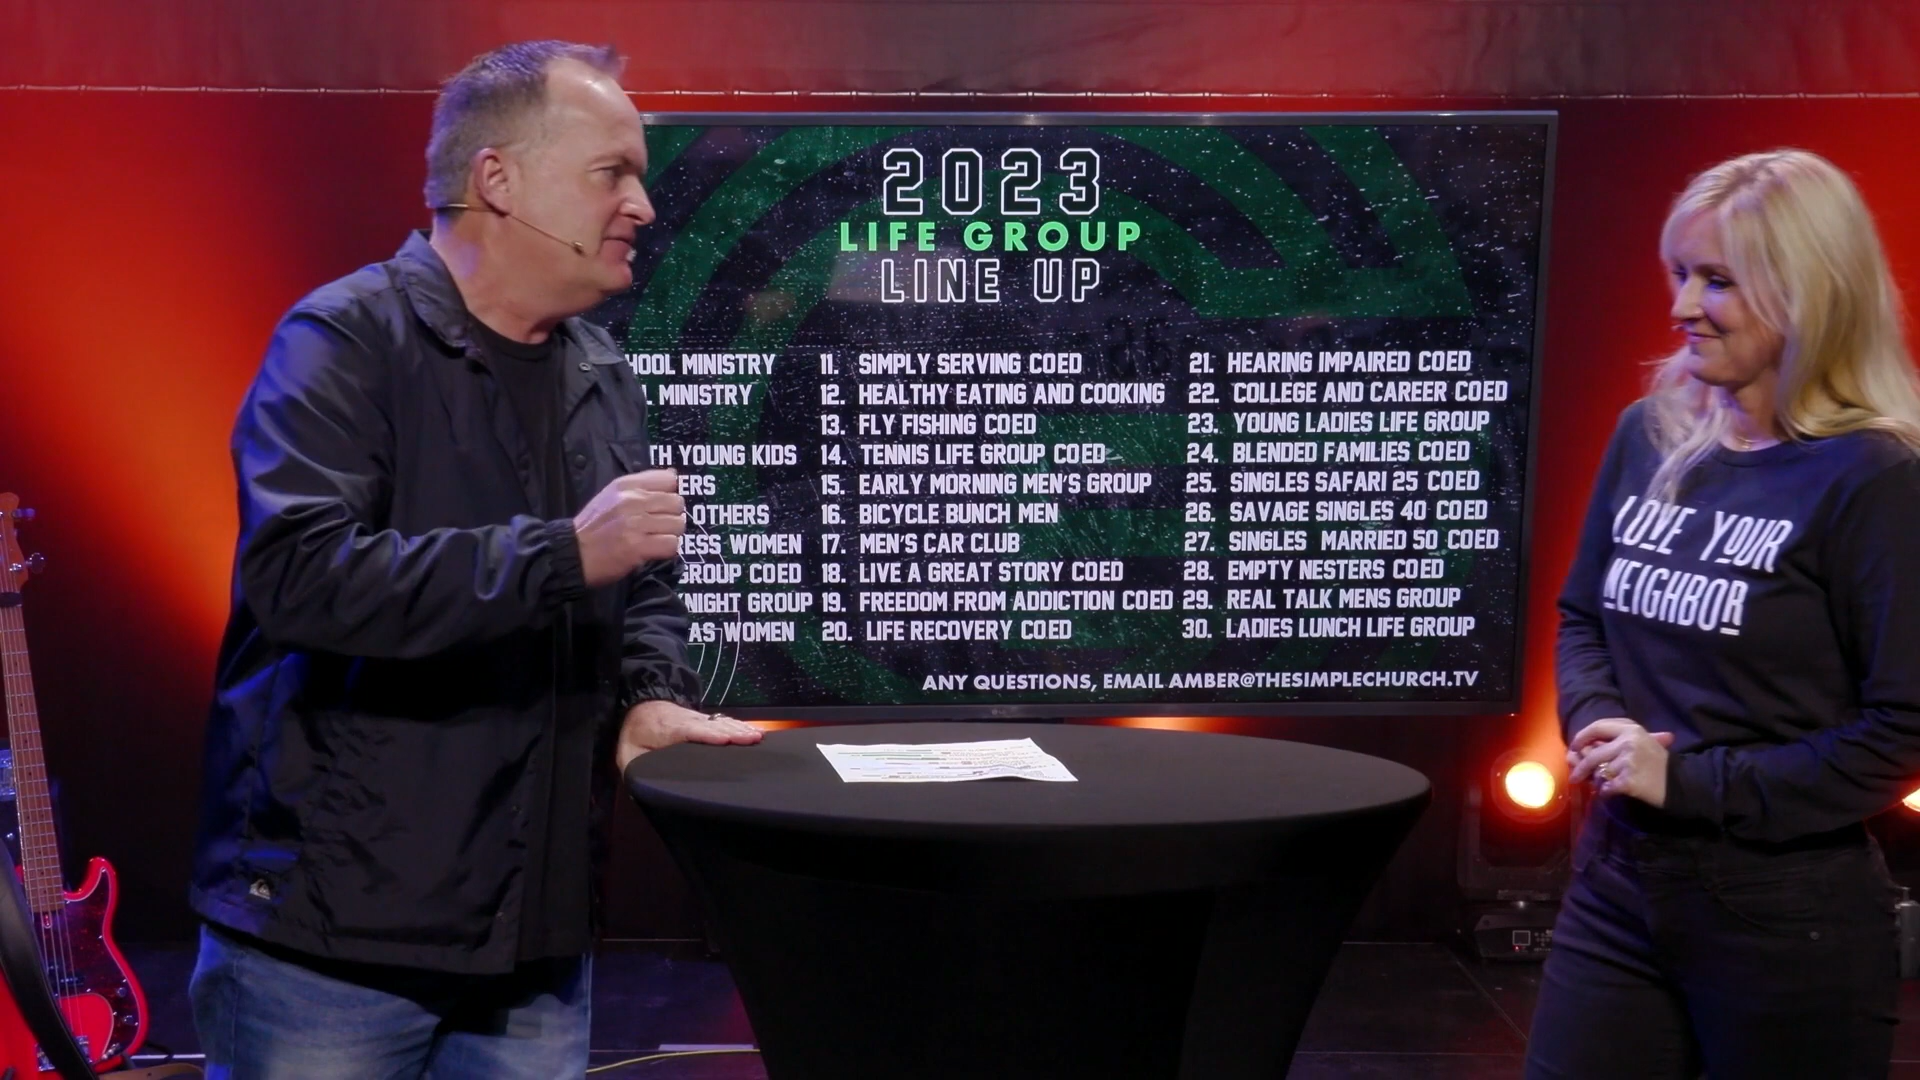 2023
LIFE GROUP
LINE UP
MINISTRY
MINISTRY
YOUNG KIDS
OTHERS
WOMEN
GROUP COED
KNIGHT GROUP
AS WOMEN
11. SIMPLY SERVING COED
12. HEALTHY EATING AND COOKING
13. FLY FISHING COED
14. TENNIS LIFE GROUP COED
15. EARLY MORNING MEN'S GROUP
16. BICYCLE BUNCH MEN
17. MEN'S CAR CLUB
18. LIVE A GREAT STORY COED
19. FREEDOM FROM ADDICTION COED
20. LIFE RECOVERY COED
21. HEARING IMPAIRED COED
22. COLLEGE AND CAREER COED
23. YOUNG LADIES LIFE GROUP
24. BLENDED FAMILIES COED
25. SINGLES SAFARI 25 COED
26. SAVAGE SINGLES 40 COED
27. SINGLES MARRIED 50 COED
28. EMPTY NESTERS COED
29. REAL TALK MENS GROUP
30. LADIES LUNCH LIFE GROUP
ANY QUESTIONS, EMAIL AMBER@THESIMPLECHURCH.TV
LOVE YOUR
NEIGHBOR